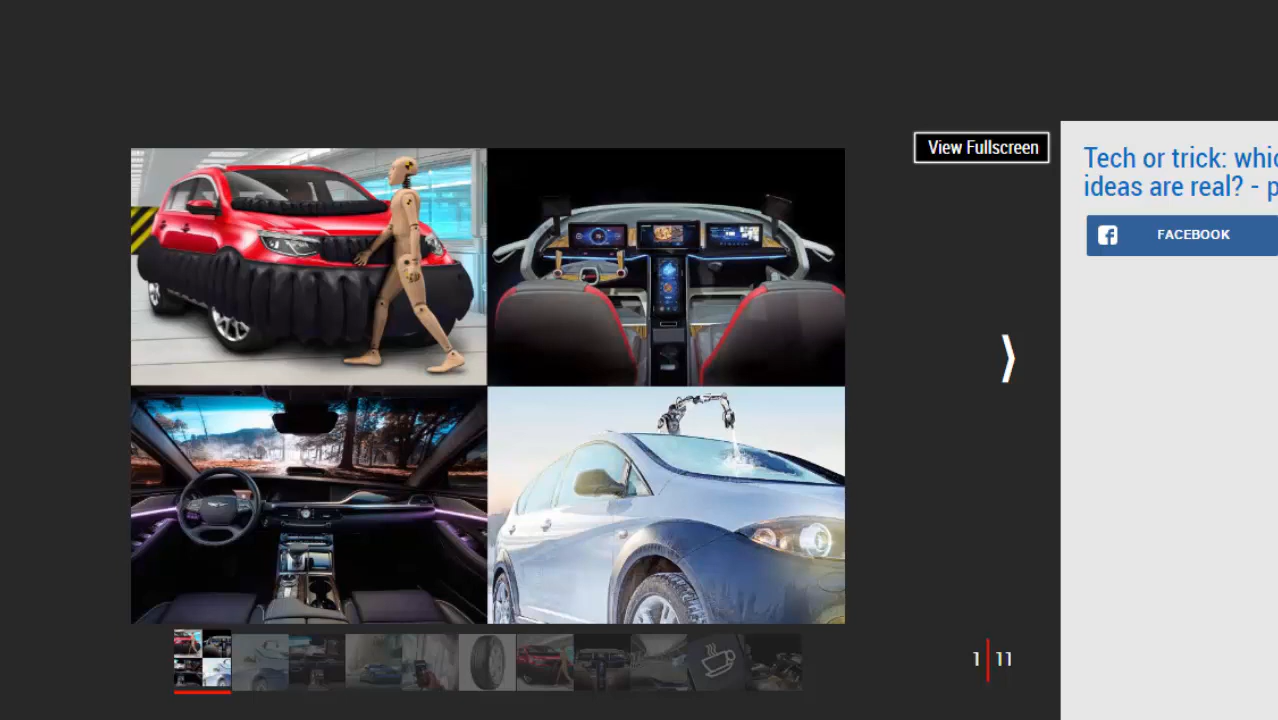 View Fullscreen
Tech or trick: whic
ideas are real? - p
FACEBOOK
1 11